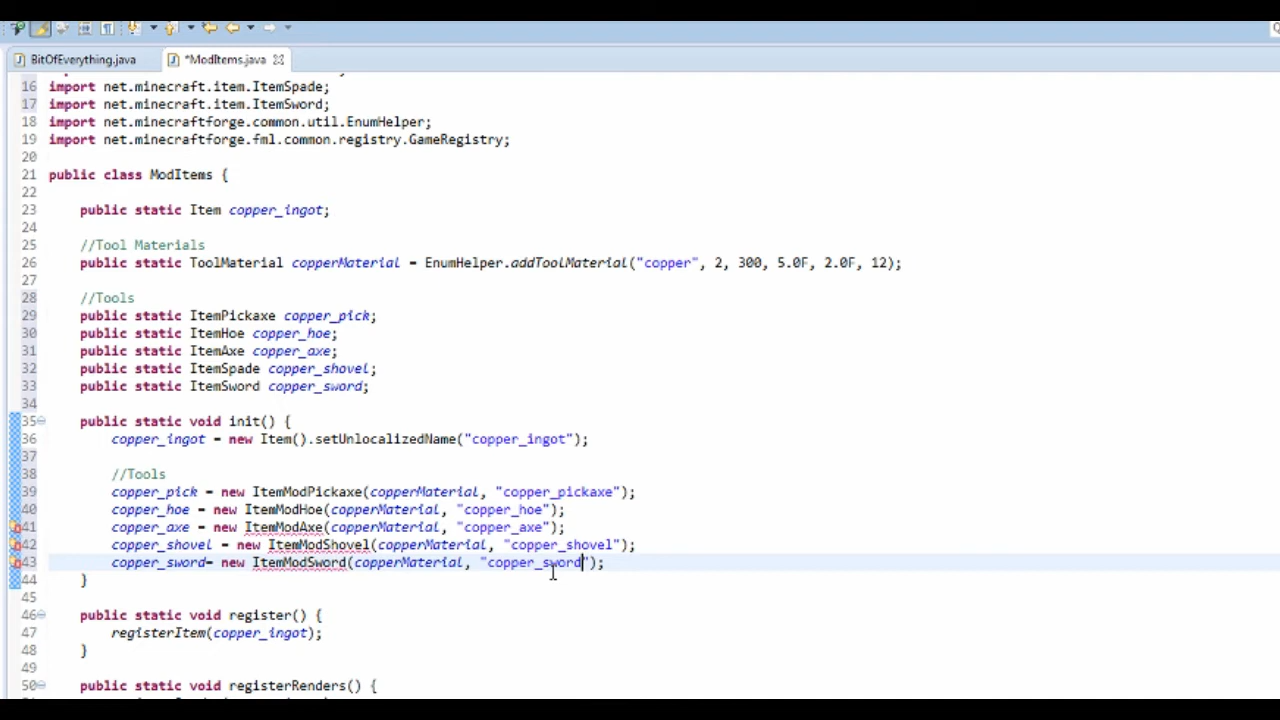 BitOfEverything.java
*ModItems.java
16 import net.minecraft.item.ItemSpade;
17 import net.minecraft.item.ItemSword;
18 import net.minecraftforge.common.util.EnumHelper;
19 import net.minecraftforge.fml.common.registry.GameRegistry;
20
21 public class ModItems {
22
23 public static Item copper_ingot;
24
25 //Tool Materials
26 public static ToolMaterial copperMaterial = EnumHelper.addToolMaterial("copper", 2, 300, 5.0F, 2.0F, 12);
27
28 //Tools
29 public static ItemPickaxe copper_pick;
30 public static ItemHoe copper_hoe;
31 public static ItemAxe copper_axe;
32 public static ItemSpade copper_shovel;
33 public static ItemSword copper_sword;
34
35 public static void init() {
36 copper_ingot = new Item().setUnlocalizedName("copper_ingot");
37
38 //Tools
39 copper_pick = new ItemModPickaxe(copperMaterial, "copper_pickaxe");
40 copper_hoe = new ItemModHoe(copperMaterial, "copper_hoe");
41 copper_axe = new ItemModAxe(copperMaterial, "copper_axe");
42 copper_shovel = new ItemModShovel(copperMaterial, "copper_shovel");
43 copper_sword= new ItemModSword(copperMaterial, "copper_sword");
44 }
45
46 public static void register() {
47 registerItem(copper_ingot);
48 }
49
50 public static void registerRenders() {